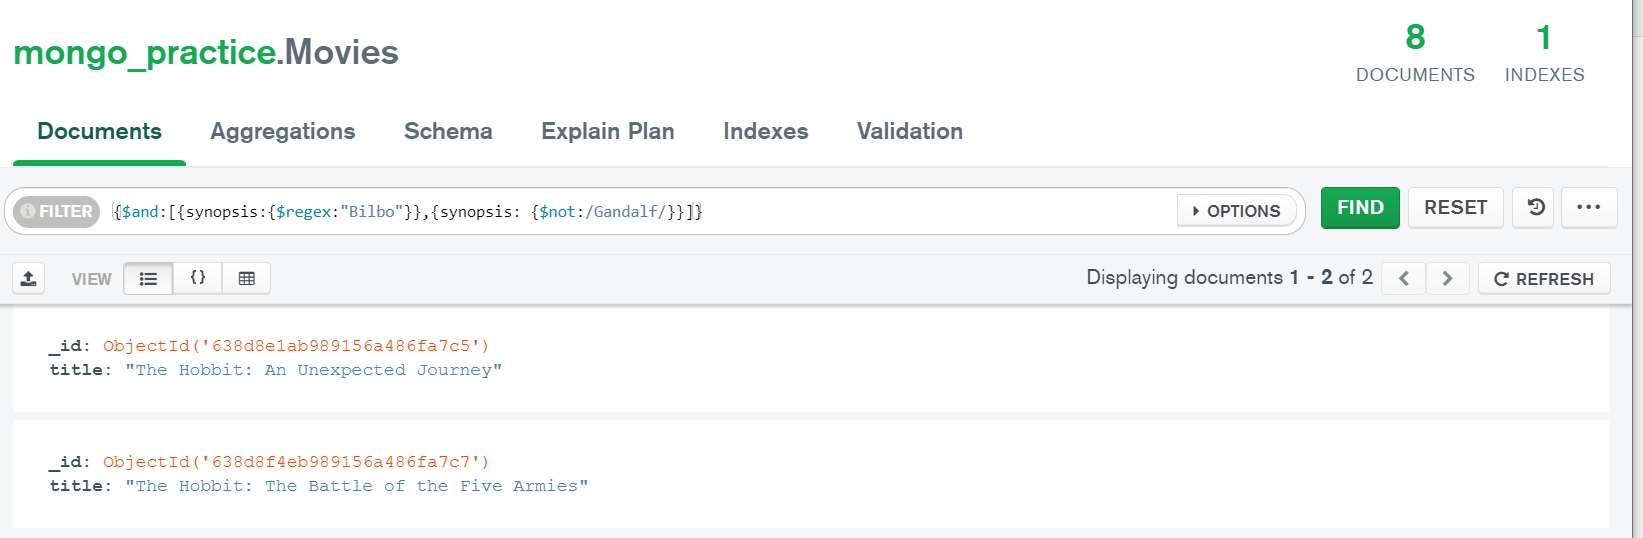 mongo_practice.Movies
8 1
DOCUMENTS INDEXES
Documents Aggregations Schema Explain Plan Indexes Validation
FILTER {$and:[{synopsis:{$regex:"Bilbo"}},{synopsis: {$not:/Gandalf/}}]} OPTIONS FIND RESET
VIEW {} Displaying documents 1 - 2 of 2 REFRESH
_id: ObjectId('638d8e1ab989156a486fa7c5')
title: "The Hobbit: An Unexpected Journey"
_id: ObjectId('638d8f4eb989156a486fa7c7')
title: "The Hobbit: The Battle of the Five Armies"